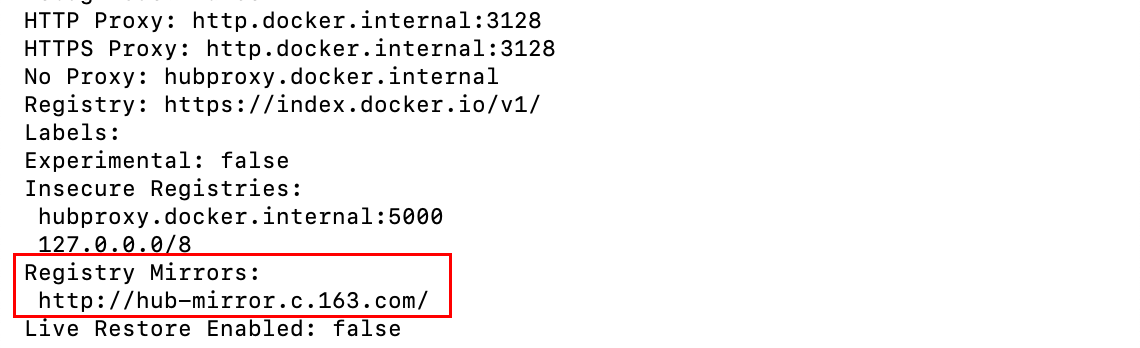 HTTP Proxy: http.docker.internal:3128
HTTPS Proxy: http.docker.internal:3128
No Proxy: hubproxy.docker.internal
Registry: https://index.docker.io/v1/
Labels:
Experimental: false
Insecure Registries:
 hubproxy.docker.internal:5000
 127.0.0.0/8
Registry Mirrors:
 http://hub-mirror.c.163.com/
Live Restore Enabled: false